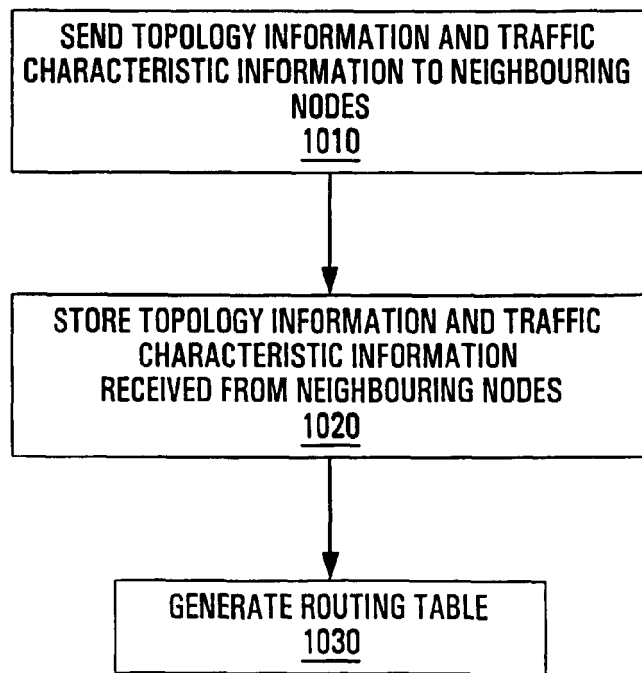 SEND TOPOLOGY INFORMATION AND TRAFFIC
CHARACTERISTIC INFORMATION TO NEIGHBOURING
NODES
1010
STORE TOPOLOGY INFORMATION AND TRAFFIC
CHARACTERISTIC INFORMATION
RECEIVED FROM NEIGHBOURING NODES
1020
GENERATE ROUTING TABLE
1030